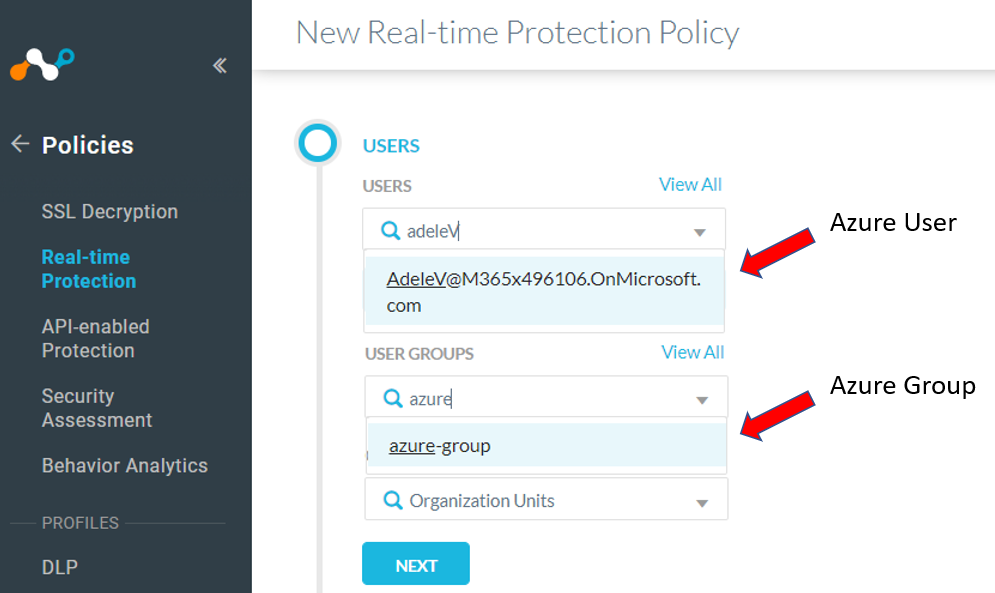 New Real-time Protection Policy
Policies
SSL Decryption
Real-time
Protection
API-enabled
Protection
Security
Assessment
Behavior Analytics
PROFILES
DLP
USERS
USERS
View All
adeleV
AdeleV@M365x496106.OnMicrosoft.
com
USER GROUPS
View All
azure
azure-group
Organization Units
NEXT
Azure User
Azure Group